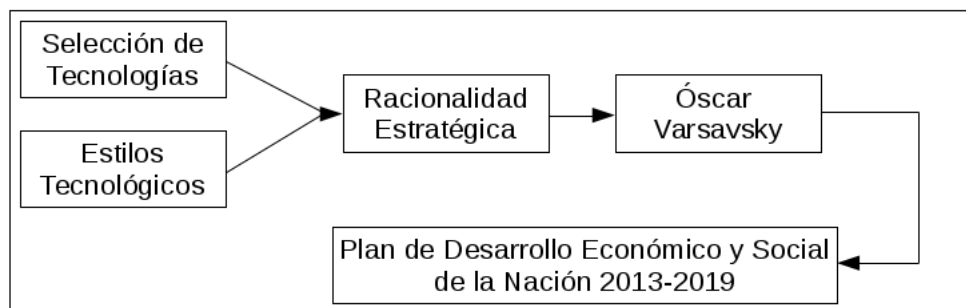 Selección de
Tecnologías
Estilos
Tecnológicos
Racionalidad
Estratégica
Óscar
Varsavsky
Plan de Desarrollo Económico y Social
de la Nación 2013-2019